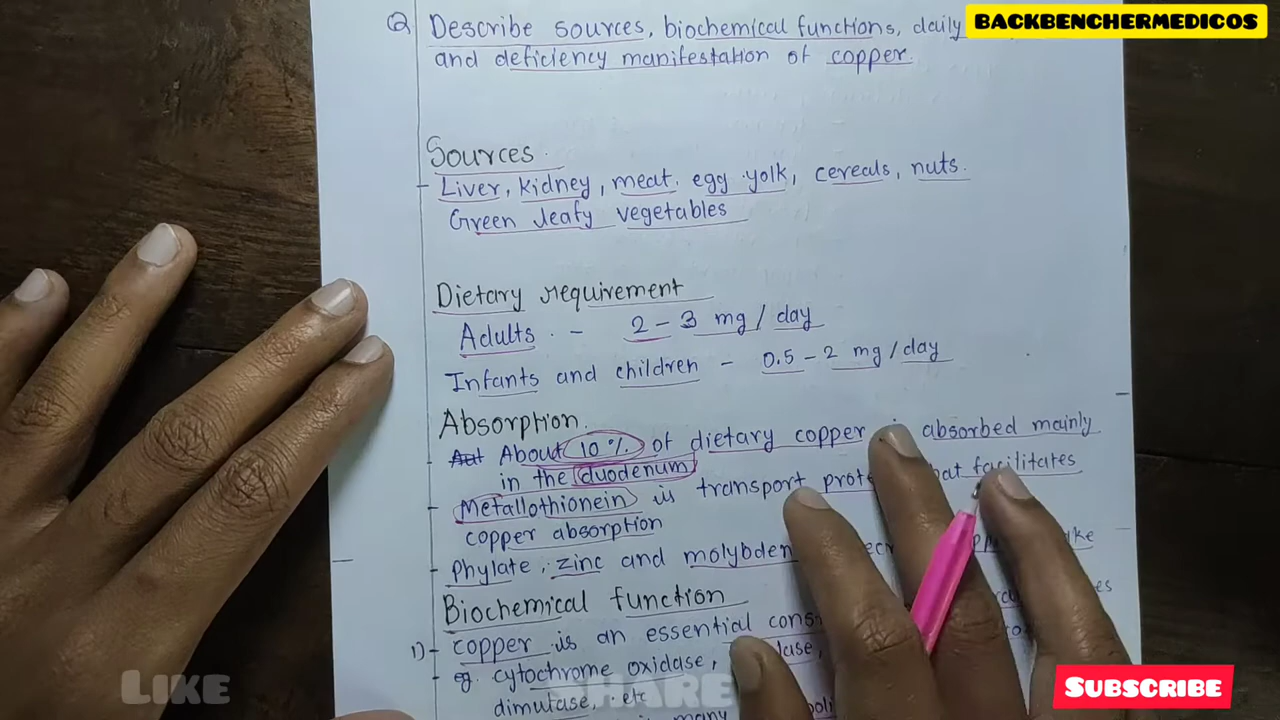 BACKBENCHERMEDICOS
Q Describe sources, biochemical functions, daily
and deficiency manifestation of copper.
Sources.
Liver, kidney, meat. egg yolk, cereals, nuts.
Green leafy vegetables
Dietary requirement
Adults. - 2-3 mg/day
Infants and children - 0.5-2 mg/day
Absorption.
About 10% of dietary copper absorbed mainly
in the duodenum
Metallothionein is transport facilitates
copper absorption
Phylate, zinc and
Biochemical function
1) copper is an essential
eg. cytochrome oxidase,
dimutase, etc
many
LIKE
SHARE
SUBSCRIBE